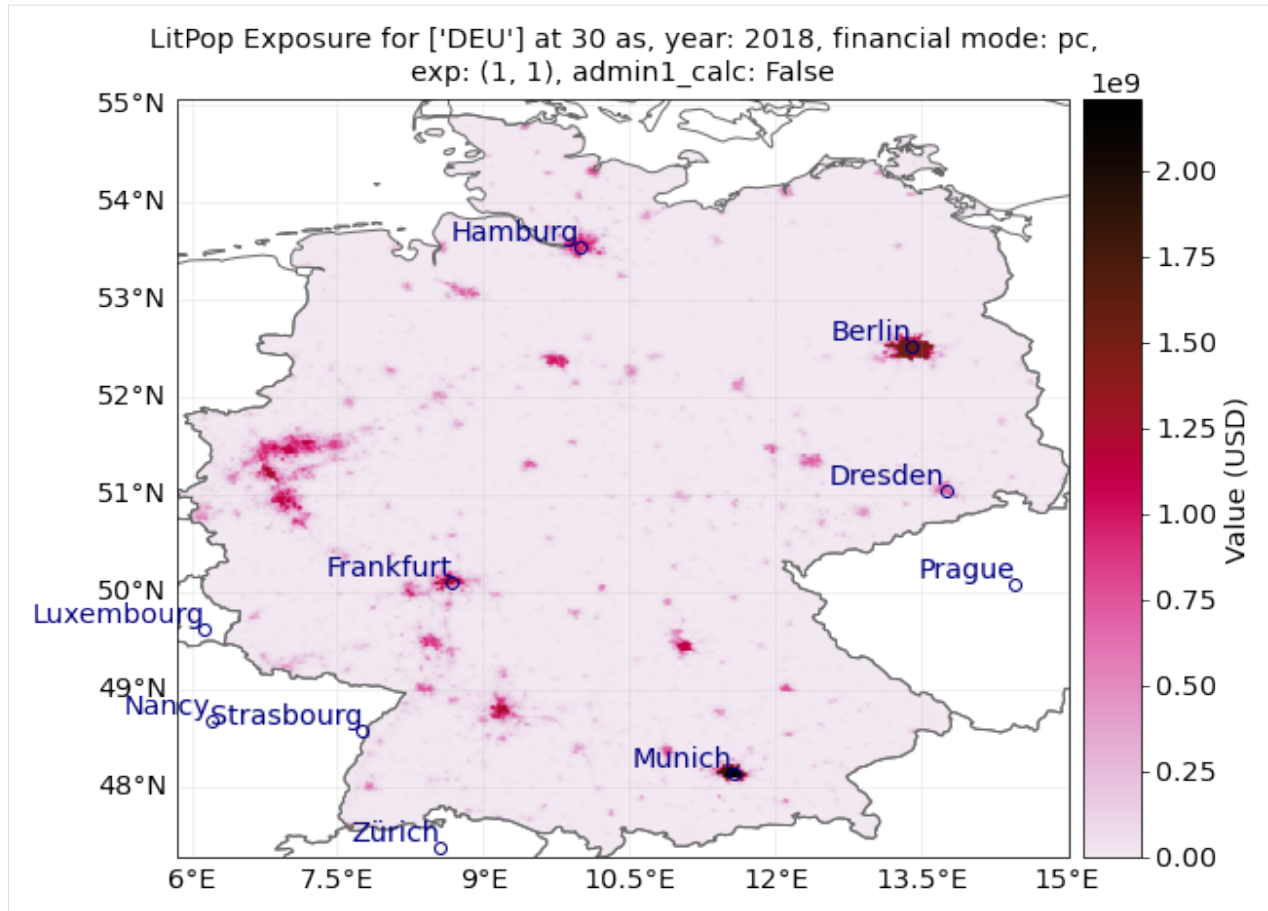 LitPop Exposure for ['DEU'] at 30 as, year: 2018, financial mode: pc,
exp: (1, 1), admin1_calc: False
1e9
55°N
54°N
53°N
52°N
51°N
50°N
49°N
48°N
Hamburg
Berlin
Dresden
Frankfurt
Prague
Luxembourg
Nancy
Strasbourg
Munich
Zürich
6°E
7.5°E
9°E
10.5°E
12°E
13.5°E
15°E
2.00
1.75
1.50
1.25
1.00
0.75
0.50
0.25
0.00
Value (USD)